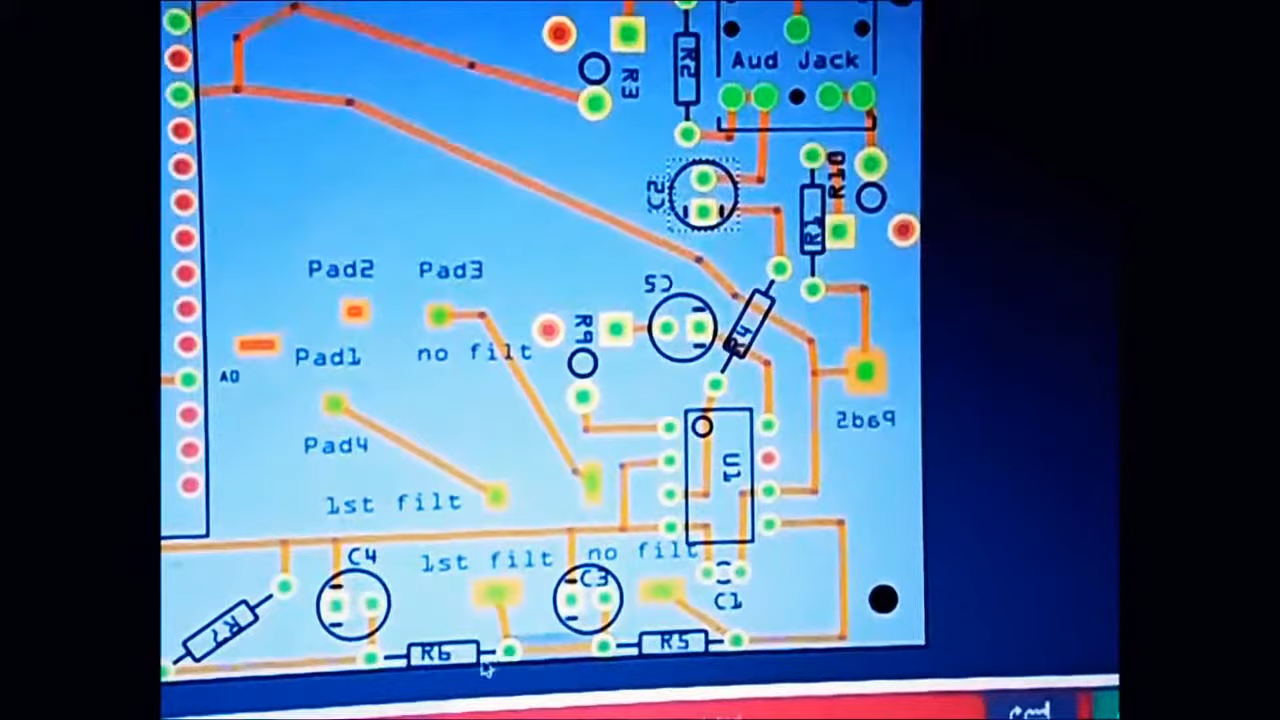 R2
Aud Jack
R3
R10
C2
R1
Pad2
Pad3
C5
R9
R4
Pad1
no filt
A0
Pad4
Pad5
U1
1st filt
C4
1st filt
no filt
C3
C1
R7
R6
R5